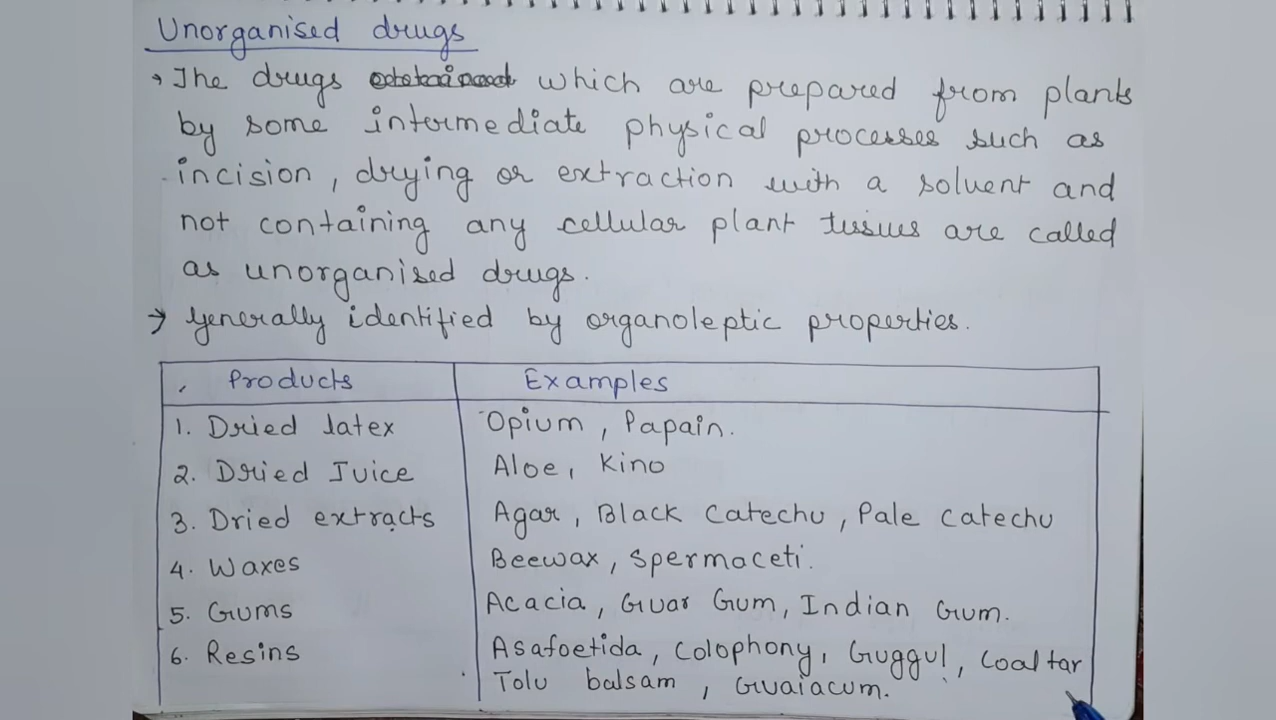 Unorganised drugs
→ The drugs which are prepared from plants
by some intermediate physical processes such as
incision, drying or extraction with a solvent and
not containing any cellular plant tissues are called
as unorganised drugs.
→ Generally identified by organoleptic properties.
Products Examples
1. Dried latex Opium, Papain.
2. Dried Juice Aloe, Kino
3. Dried extracts Agar, Black Catechu, Pale Catechu
4. Waxes Beewax, Spermaceti.
5. Gums Acacia, Guar Gum, Indian Gum.
6. Resins Asafoetida, Colophony, Guggul, Coal tar
Tolu balsam, Gwaiacum.